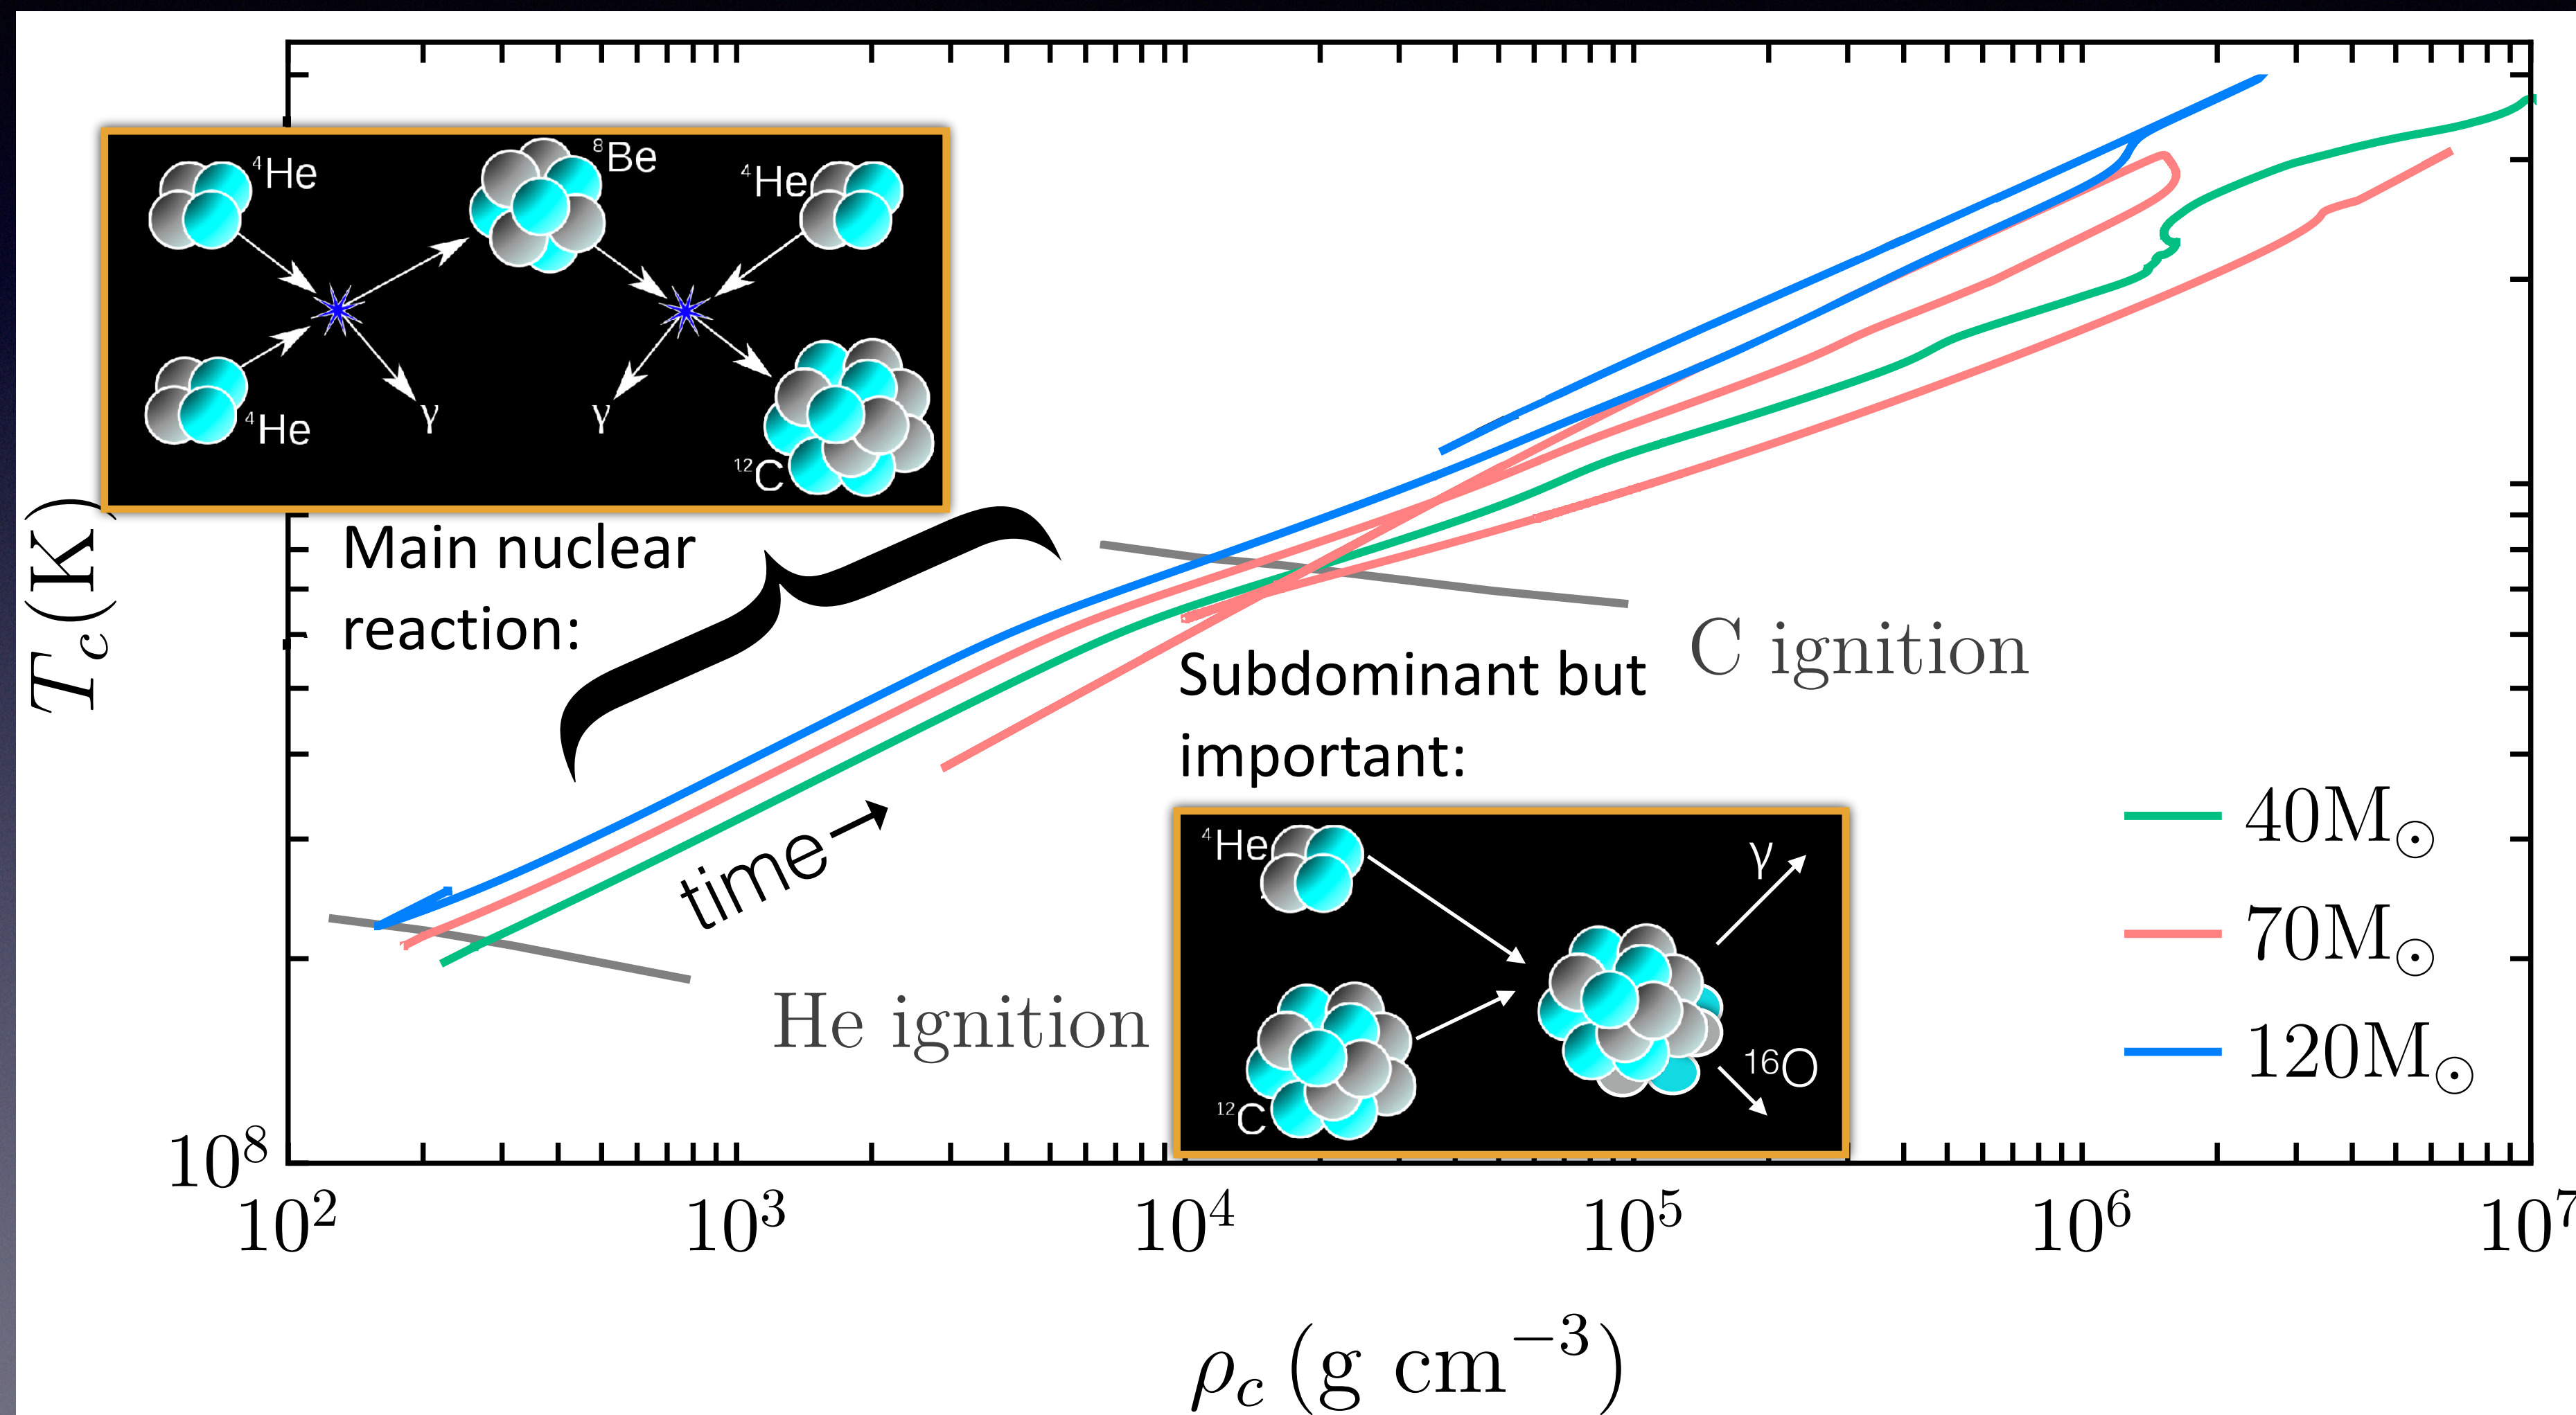 ⁴He
⁸Be
⁴He
⁴He
γ
γ
¹²C
T_c(K)
Main nuclear
reaction:
C ignition
Subdominant but
important:
time→
⁴He
γ
¹²C
¹⁶O
He ignition
40M☉
70M☉
120M☉
10⁸
10² 10³ 10⁴ 10⁵ 10⁶ 10⁷
ρ_c (g cm⁻³)